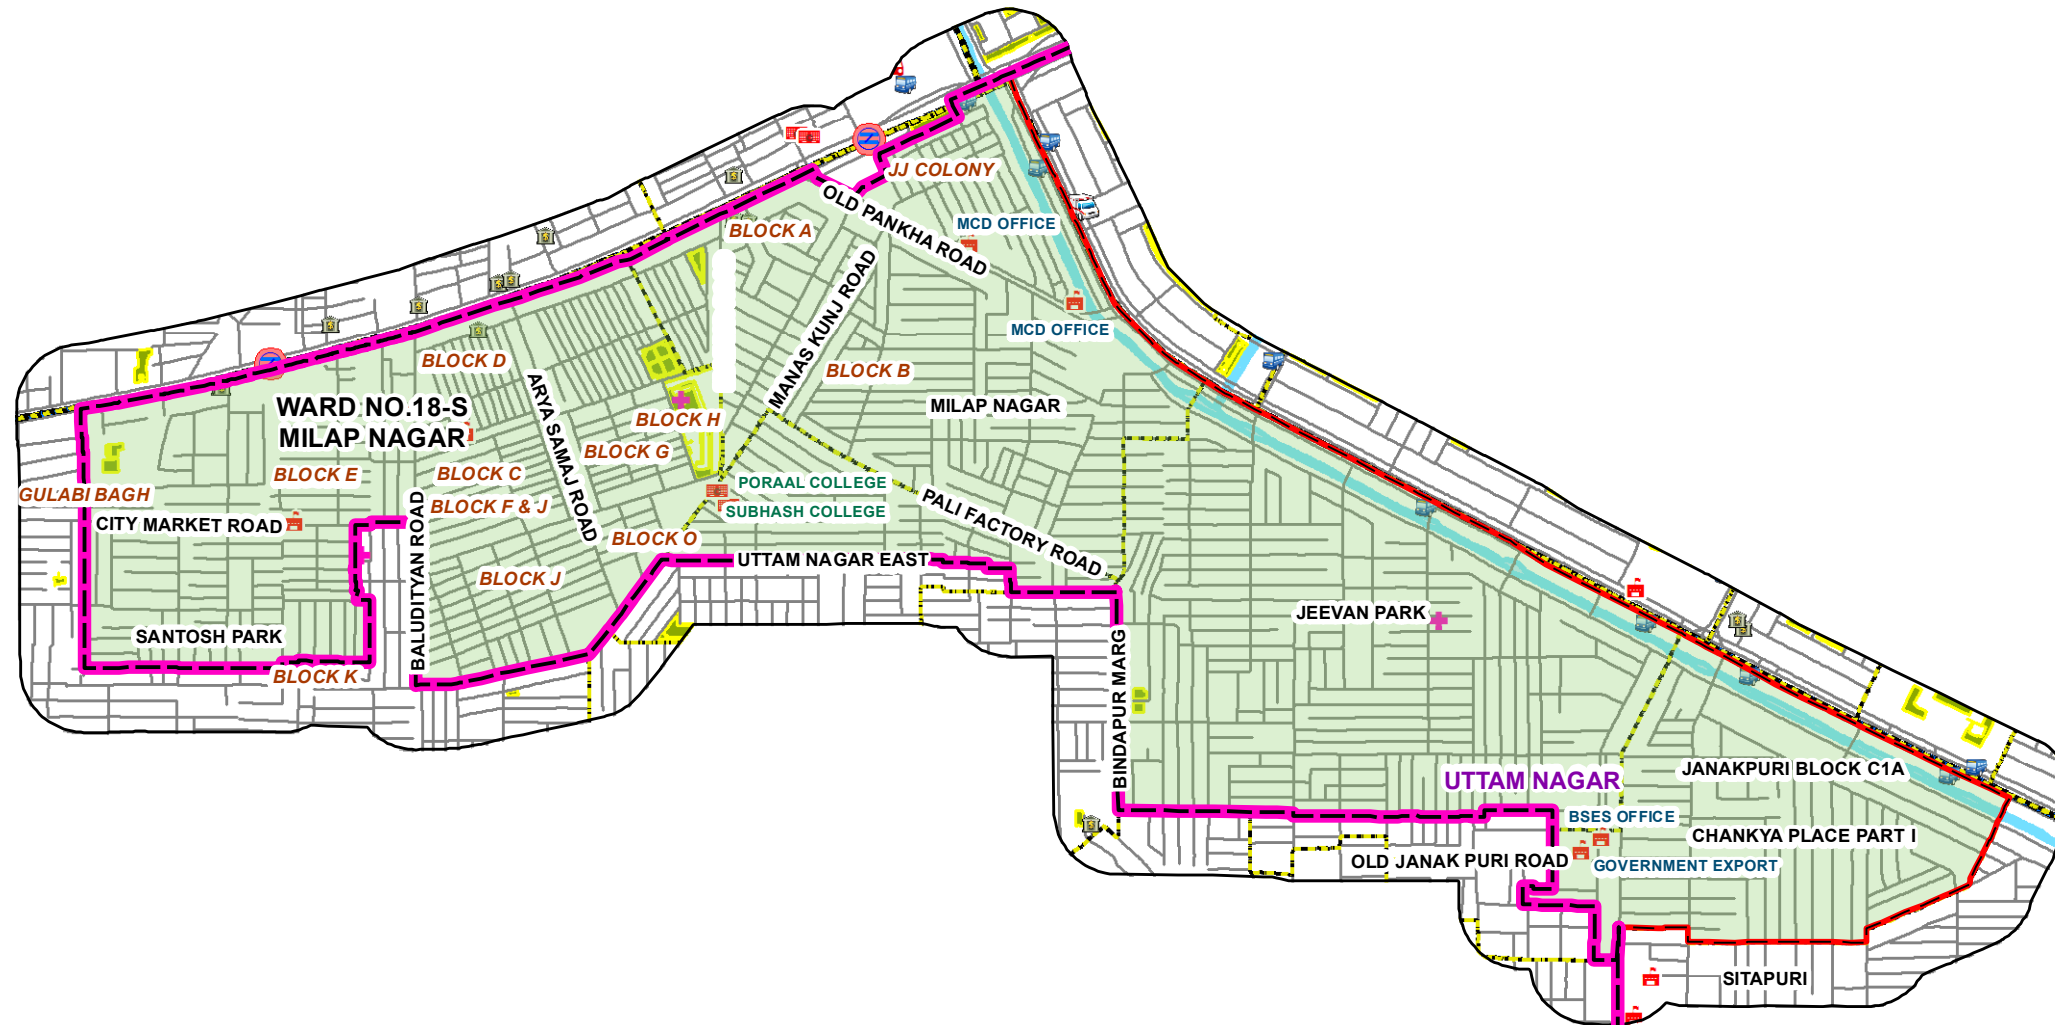 JJ COLONY
OLD PANKHA ROAD
MCD OFFICE
BLOCK A
MANAS KUNJ ROAD
MCD OFFICE
BLOCK D
BLOCK B
ARYA SAMAJ ROAD
WARD NO.18-S
MILAP NAGAR
MILAP NAGAR
BLOCK H
BLOCK G
BLOCK E
BLOCK C
GULABI BAGH
PORAAL COLLEGE
CITY MARKET ROAD
BALUDITYAN ROAD
BLOCK F & J
SUBHASH COLLEGE
PALI FACTORY ROAD
BLOCK O
UTTAM NAGAR EAST
BLOCK J
JEEVAN PARK
SANTOSH PARK
BLOCK K
BINDAPUR MARG
UTTAM NAGAR
JANAKPURI BLOCK C1A
BSES OFFICE
CHANKYA PLACE PART I
OLD JANAK PURI ROAD
GOVERNMENT EXPORT
SITAPURI